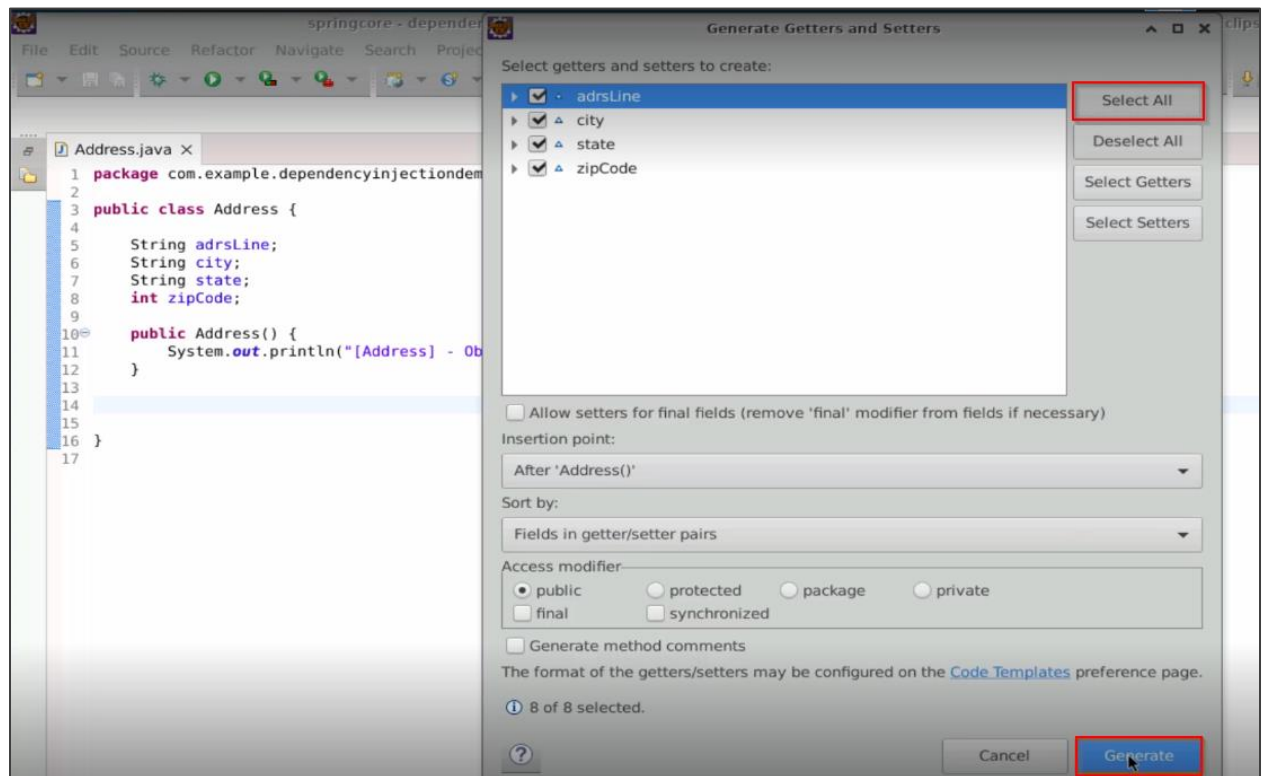 springcore - depender
Generate Getters and Setters
clips
File Edit Source Refactor Navigate Search Projec
Select getters and setters to create:
adrsLine
city
state
zipCode
Select All
Deselect All
Select Getters
Select Setters
Address.java
1 package com.example.dependencyinjectiondem
2
3 public class Address {
4
5 String adrsLine;
6 String city;
7 String state;
8 int zipCode;
9
10 public Address() {
11 System.out.println("[Address] - Ob
12 }
13
14
15
16 }
17
Allow setters for final fields (remove 'final' modifier from fields if necessary)
Insertion point:
After 'Address()'
Sort by:
Fields in getter/setter pairs
Access modifier
public protected package private
final synchronized
Generate method comments
The format of the getters/setters may be configured on the Code Templates preference page.
8 of 8 selected.
Cancel Generate